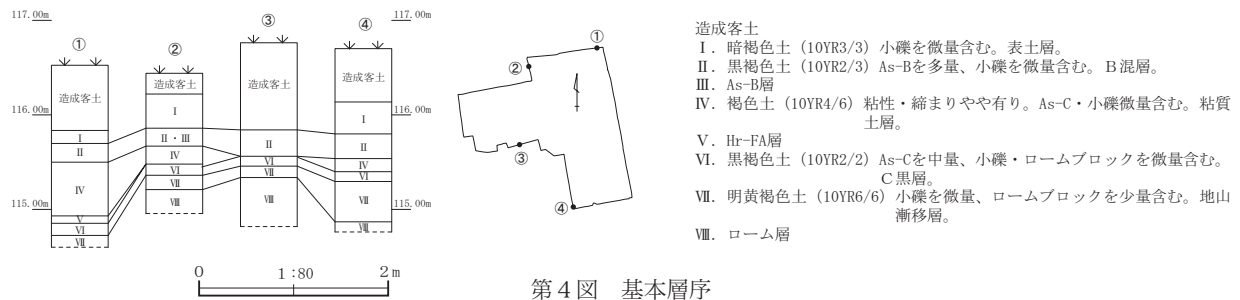 117.00m
116.00m
115.00m
①
造成客土
Ⅰ
Ⅱ
Ⅳ
Ⅴ
Ⅵ
Ⅶ
②
造成客土
Ⅰ
Ⅱ・Ⅲ
Ⅳ
Ⅵ
Ⅶ
Ⅷ
③
造成客土
Ⅱ
Ⅵ
Ⅶ
Ⅷ
④
造成客土
Ⅰ
Ⅱ
Ⅳ
Ⅵ
Ⅶ
Ⅷ
117.00m
116.00m
115.00m
①
②
③
④
造成客土
Ⅰ. 暗褐色土 (10YR3/3) 小礫を微量含む。表土層。
Ⅱ. 黒褐色土 (10YR2/3) As-Bを多量、小礫を微量含む。B混層。
Ⅲ. As-B層
Ⅳ. 褐色土 (10YR4/6) 粘性・締まりやや有り。As-C・小礫微量含む。粘質
土層。
Ⅴ. Hr-FA層
Ⅵ. 黒褐色土 (10YR2/2) As-Cを中量、小礫・ロームブロックを微量含む。
C黒層。
Ⅶ. 明黄褐色土 (10YR6/6) 小礫を微量、ロームブロックを少量含む。地山
漸移層。
Ⅷ. ローム層
0 1:80 2m
第4図 基本層序